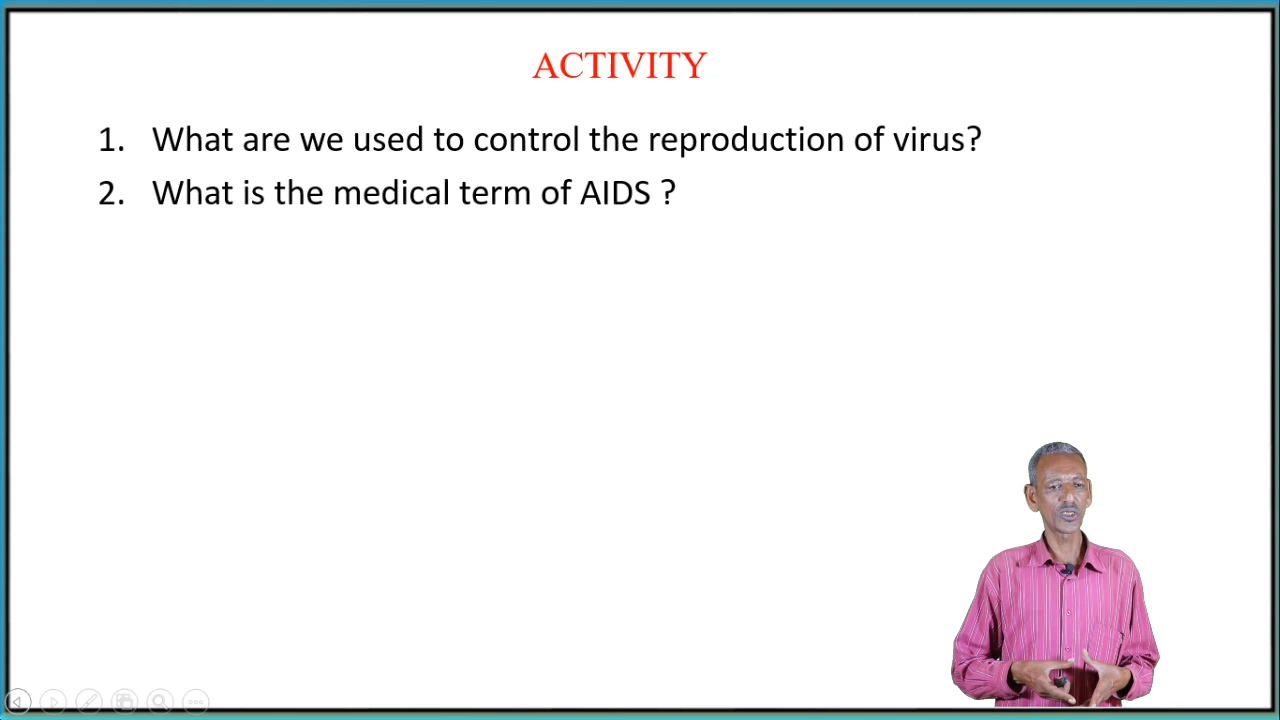 ACTIVITY
1. What are we used to control the reproduction of virus?
2. What is the medical term of AIDS ?